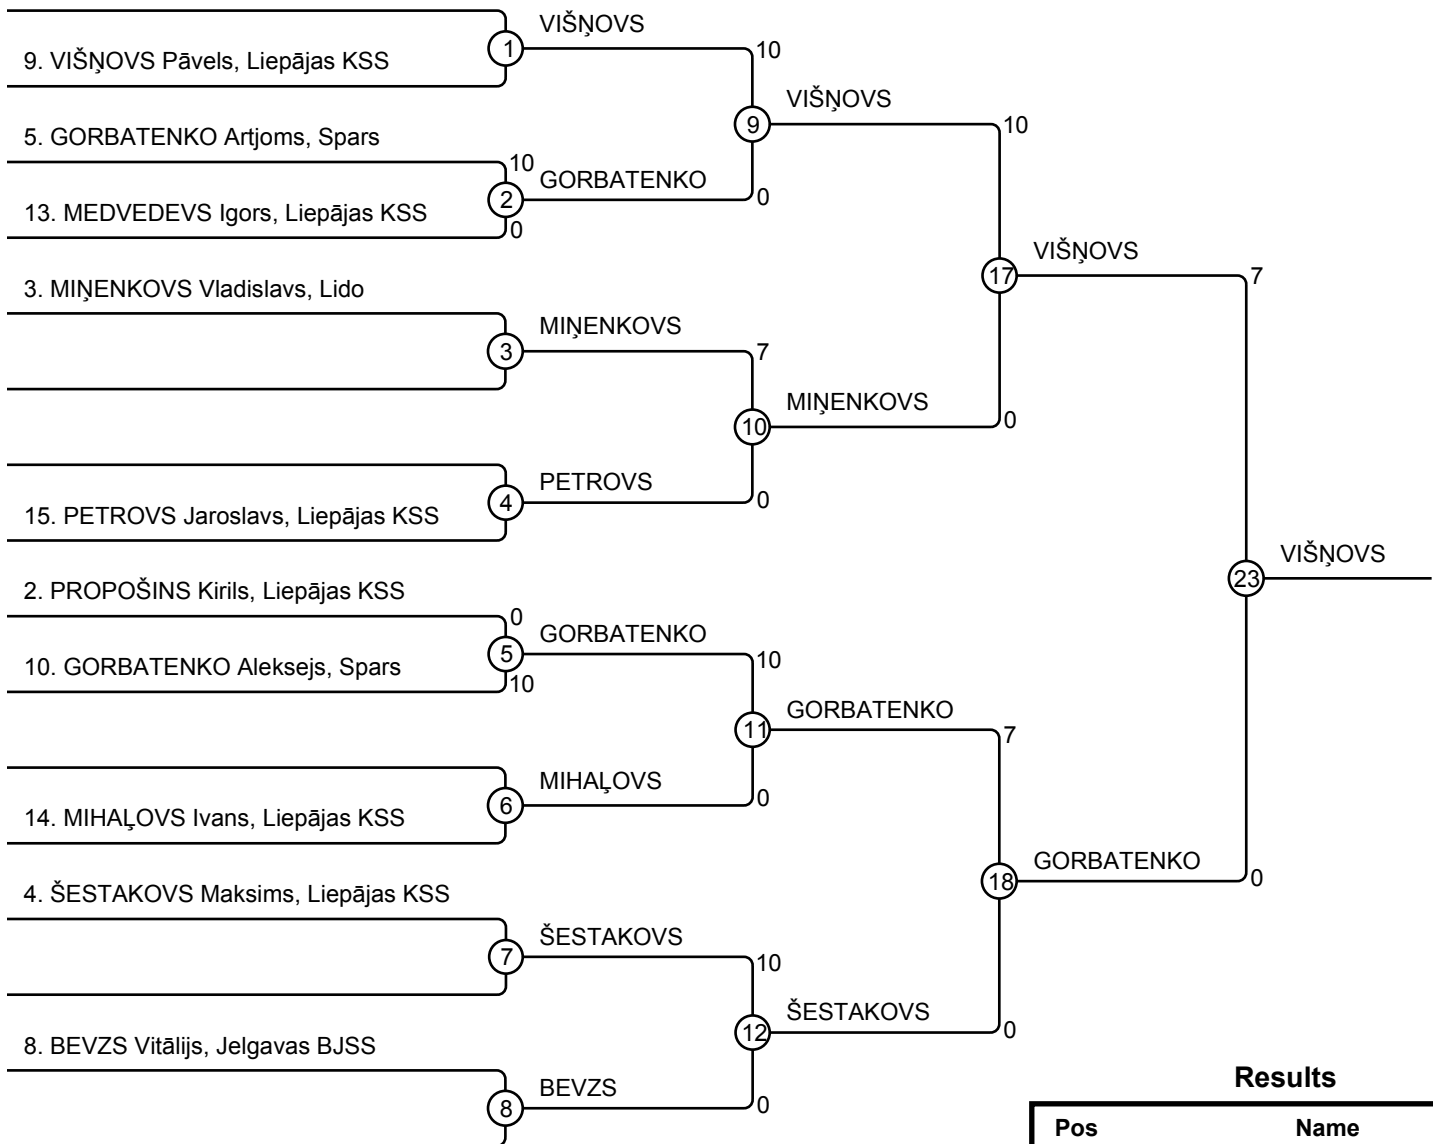 VIŠŅOVS
9. VIŠŅOVS Pāvels, Liepājas KSS
1
10
VIŠŅOVS
9
10
5. GORBATENKO Artjoms, Spars
10
GORBATENKO
2
0
13. MEDVEDEVS Igors, Liepājas KSS
0
VIŠŅOVS
17
7
3. MIŅENKOVS Vladislavs, Lido
MIŅENKOVS
3
7
MIŅENKOVS
10
0
PETROVS
4
0
15. PETROVS Jaroslavs, Liepājas KSS
VIŠŅOVS
23
2. PROPOŠINS Kirils, Liepājas KSS
0
GORBATENKO
5
10
10. GORBATENKO Aleksejs, Spars
10
GORBATENKO
11
7
MIHAĻOVS
6
0
14. MIHAĻOVS Ivans, Liepājas KSS
GORBATENKO
18
0
4. ŠESTAKOVS Maksims, Liepājas KSS
ŠESTAKOVS
7
10
ŠESTAKOVS
12
0
8. BEVZS Vitālijs, Jelgavas BJSS
BEVZS
8
0
Results
Pos Name